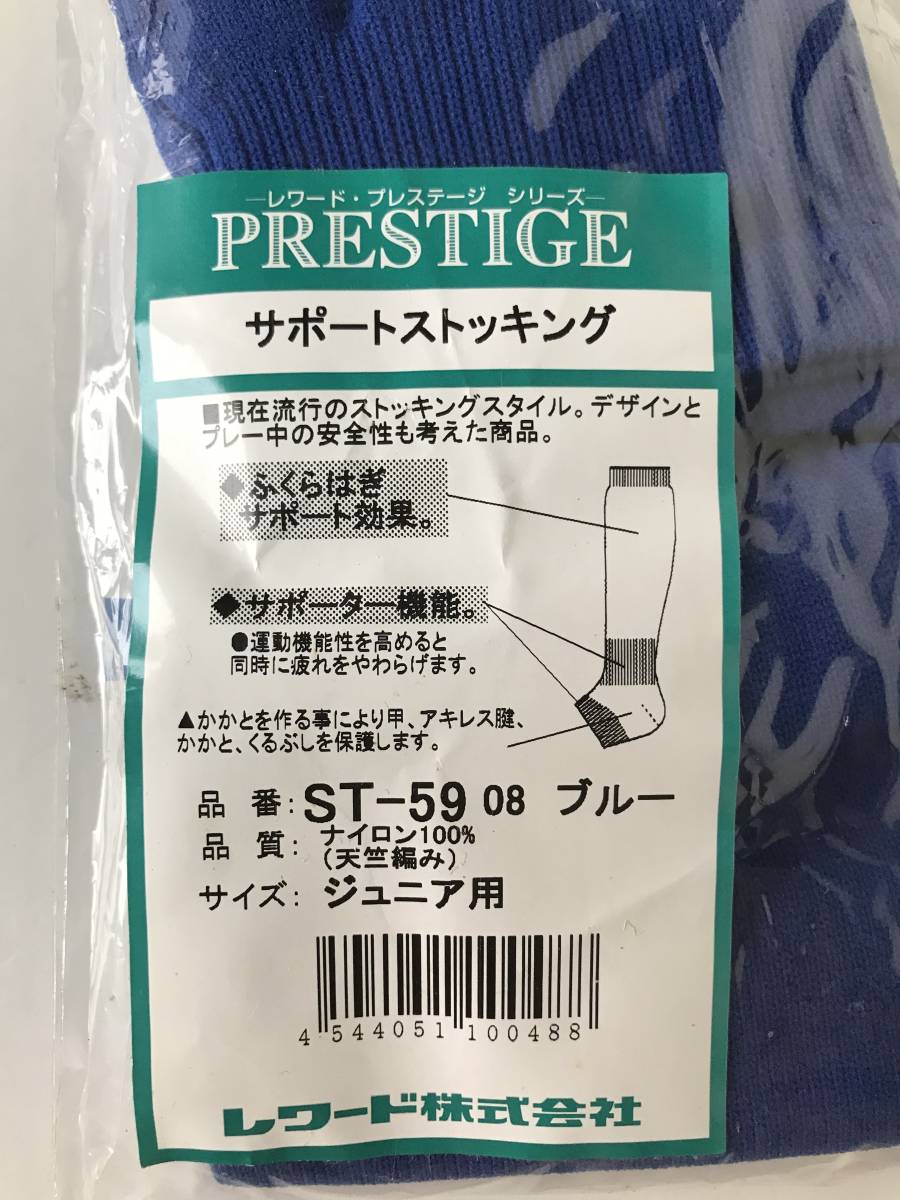 レワード・プレステージ シリーズ
PRESTIGE
サポートストッキング
■現在流行のストッキングスタイル。デザインと
プレー中の安全性も考えた商品。
◆ふくらはぎ
サポート効果。
◆サポーター機能。
●運動機能性を高めると
同時に疲れをやわらげます。
▲かかとを作る事により甲、アキレス腱、
かかと、くるぶしを保護します。
品 番: ST-59 08 ブルー
品 質: ナイロン100%
(天竺編み)
サイズ: ジュニア用
4 544051 100488
レワード株式会社